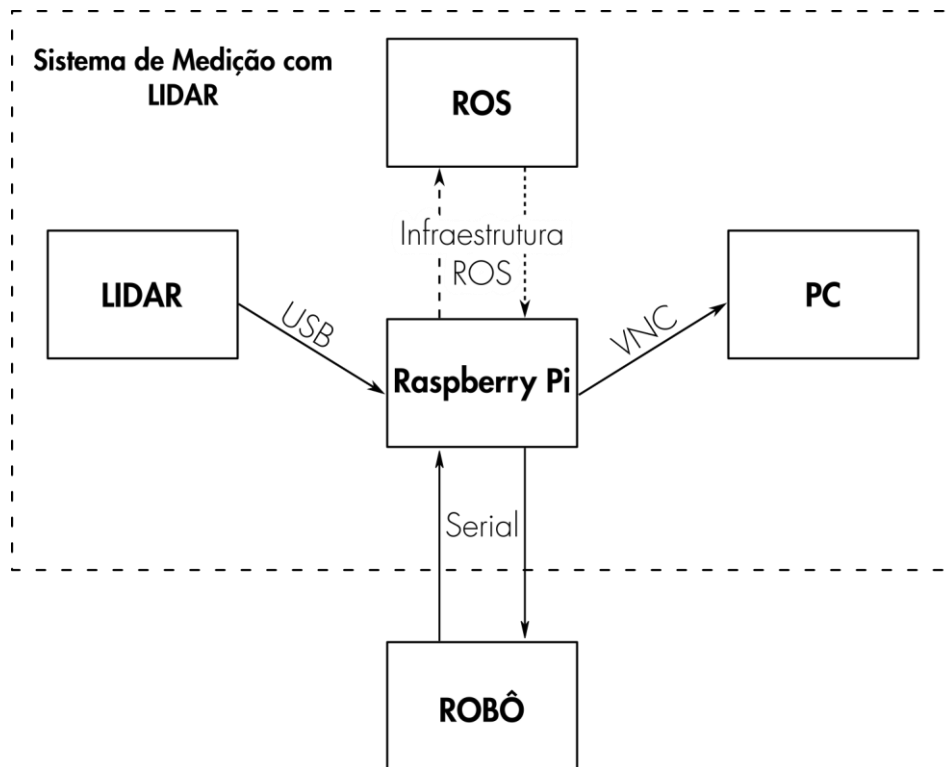 Sistema de Medição com
LIDAR
ROS
Infraestrutura
ROS
LIDAR
USB
Raspberry Pi
VNC
PC
Serial
ROBÔ